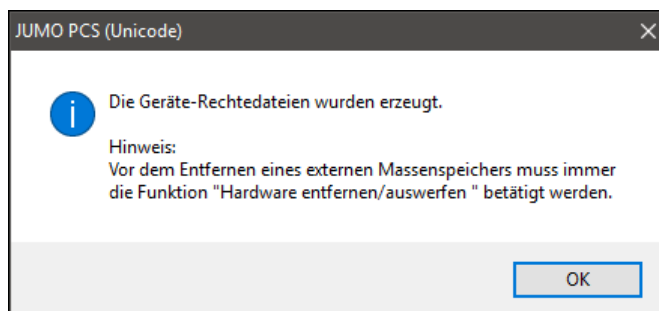 JUMO PCS (Unicode)
Die Geräte-Rechtedateien wurden erzeugt.
Hinweis:
Vor dem Entfernen eines externen Massenspeichers muss immer
die Funktion "Hardware entfernen/auswerfen " betätigt werden.
OK